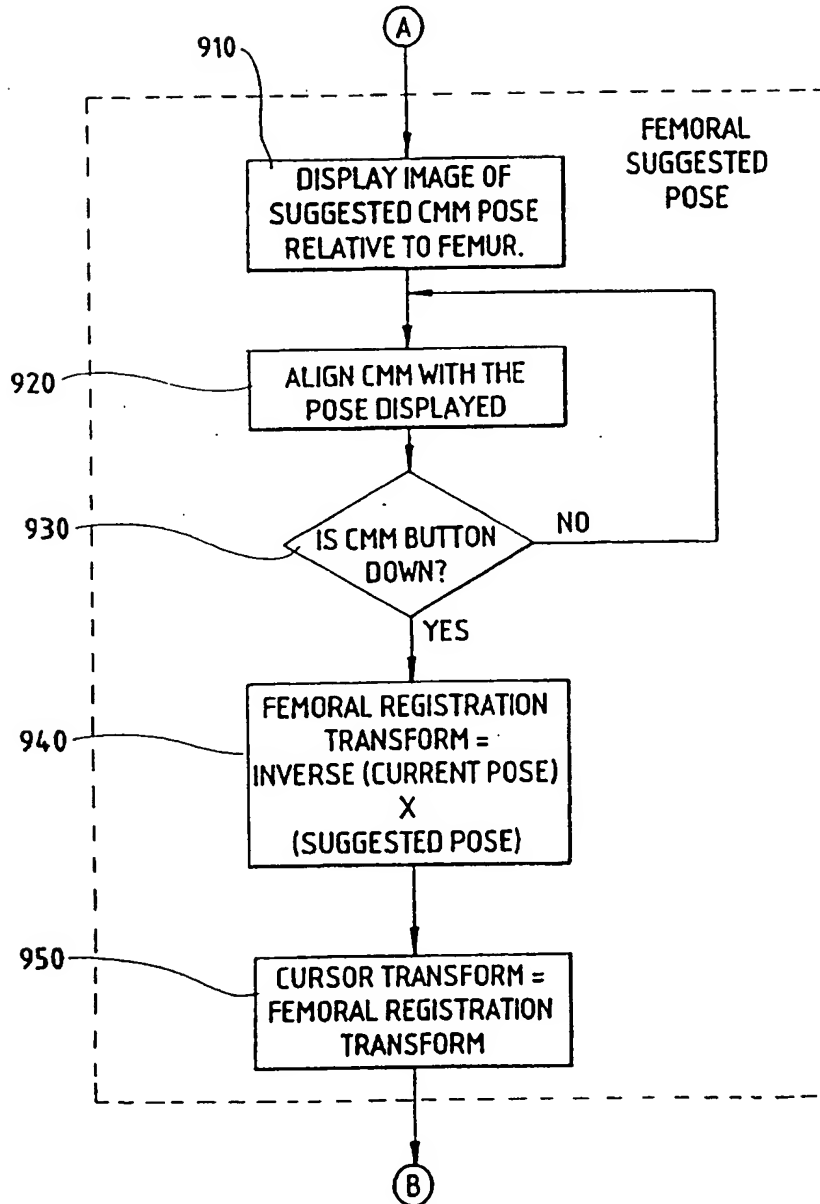 A
910
FEMORAL
SUGGESTED
POSE
DISPLAY IMAGE OF
SUGGESTED CMM POSE
RELATIVE TO FEMUR.
920
ALIGN CMM WITH THE
POSE DISPLAYED
930
IS CMM BUTTON
DOWN?
NO
YES
940
FEMORAL REGISTRATION
TRANSFORM =
INVERSE (CURRENT POSE)
X
(SUGGESTED POSE)
950
CURSOR TRANSFORM =
FEMORAL REGISTRATION
TRANSFORM
B